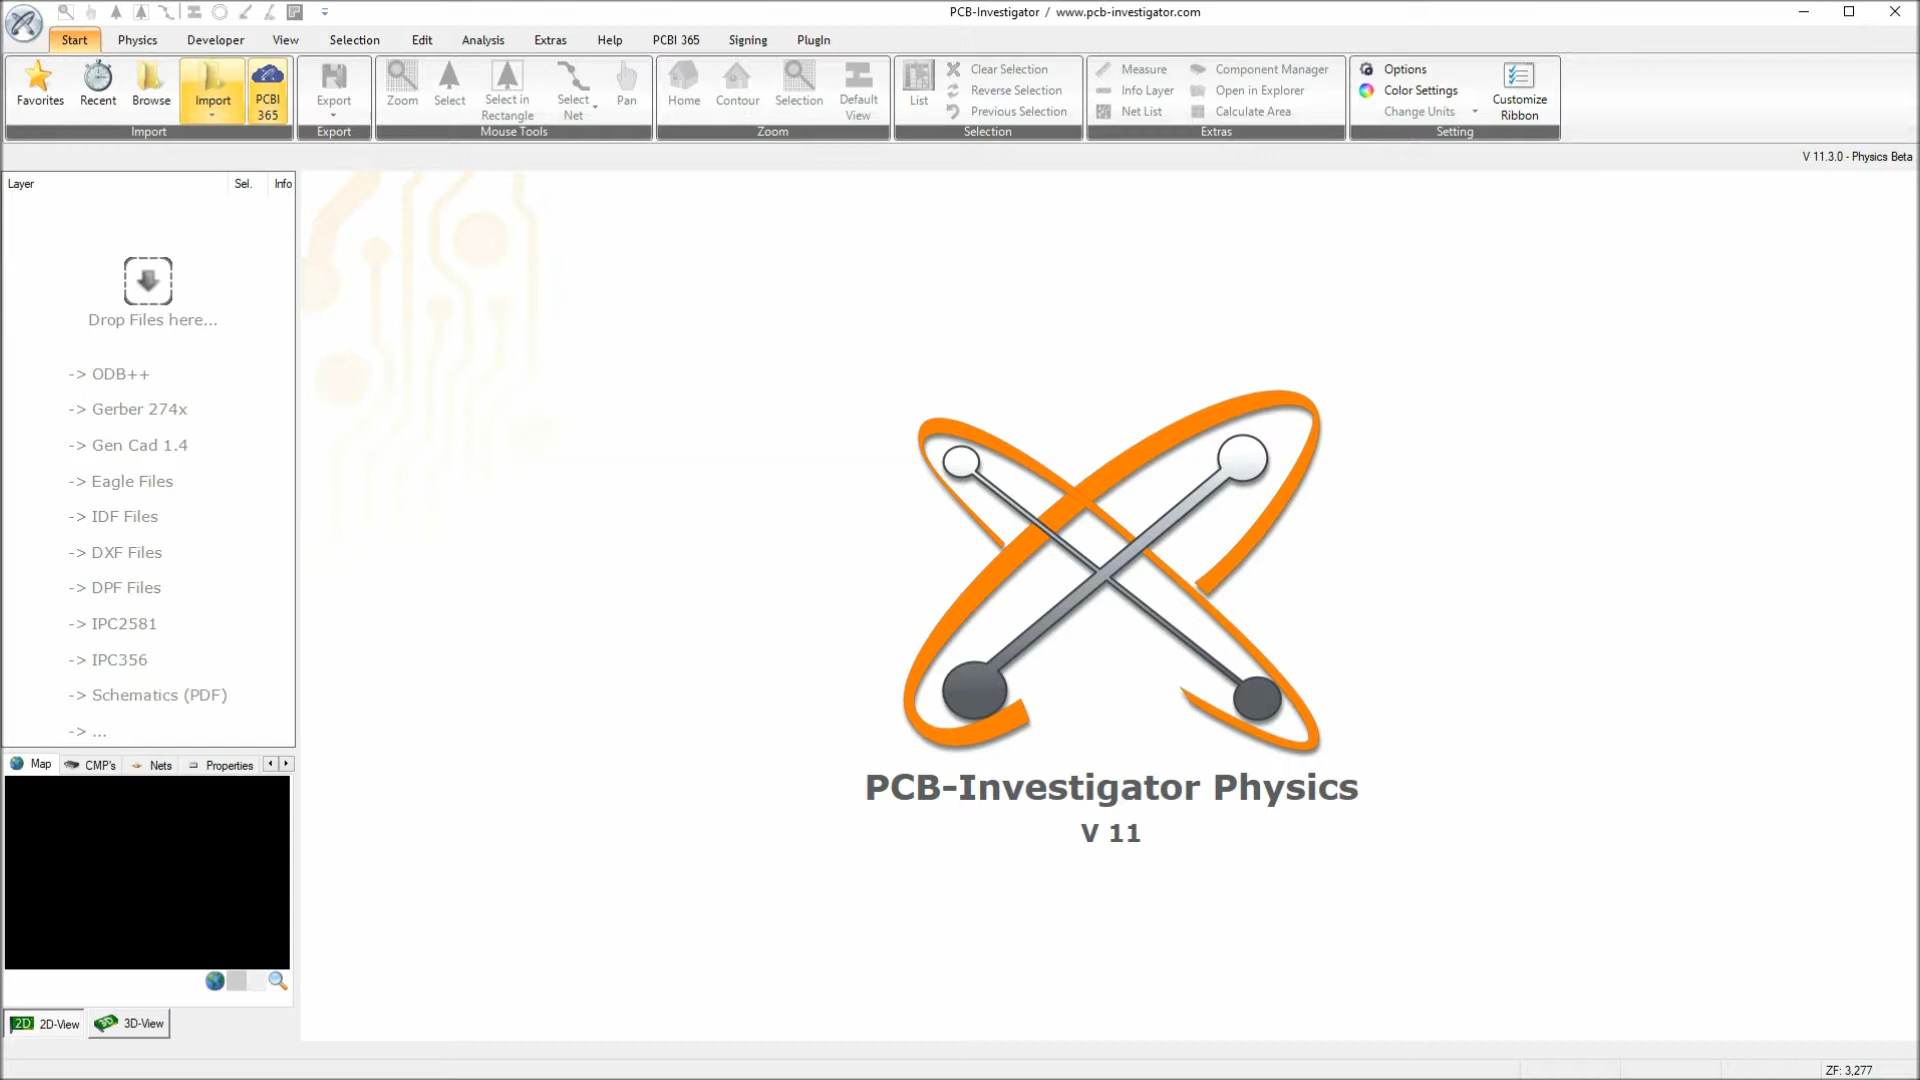 PCB-Investigator / www.pcb-investigator.com
Start Physics Developer View Selection Edit Analysis Extras Help PCBI 365 Signing PlugIn
Favorites Recent Browse Import PCBI 365
Import
Export
Export
Zoom Select Select in Rectangle Select Net Pan
Mouse Tools
Home Contour Selection Default View
Zoom
List
Clear Selection
Reverse Selection
Previous Selection
Selection
Measure Component Manager
Info Layer Open in Explorer
Net List Calculate Area
Extras
Options
Color Settings
Change Units
Customize Ribbon
Setting
V 11.3.0 - Physics Beta
Layer Sel. Info
Drop Files here...
-> ODB++
-> Gerber 274x
-> Gen Cad 1.4
-> Eagle Files
-> IDF Files
-> DXF Files
-> DPF Files
-> IPC2581
-> IPC356
-> Schematics (PDF)
-> ...
PCB-Investigator Physics
V 11
Map CMP's Nets Properties
2D 2D-View 3D 3D-View
ZF: 3,277